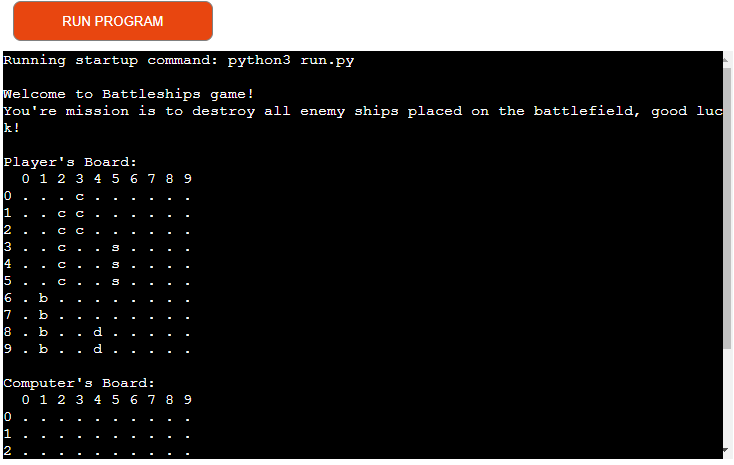 RUN PROGRAM
Running startup command: python3 run.py
Welcome to Battleships game!
You're mission is to destroy all enemy ships placed on the battlefield, good luc
k!
Player's Board:
  0 1 2 3 4 5 6 7 8 9
0 . . . c . . . . . .
1 . . c c . . . . . .
2 . . c c . . . . . .
3 . . c . . s . . . .
4 . . c . . s . . . .
5 . . c . . s . . . .
6 . b . . . . . . . .
7 . b . . . . . . . .
8 . b . . d . . . . .
9 . b . . d . . . . .
Computer's Board:
  0 1 2 3 4 5 6 7 8 9
0 . . . . . . . . . .
1 . . . . . . . . . .
2 . . . . . . . . . .